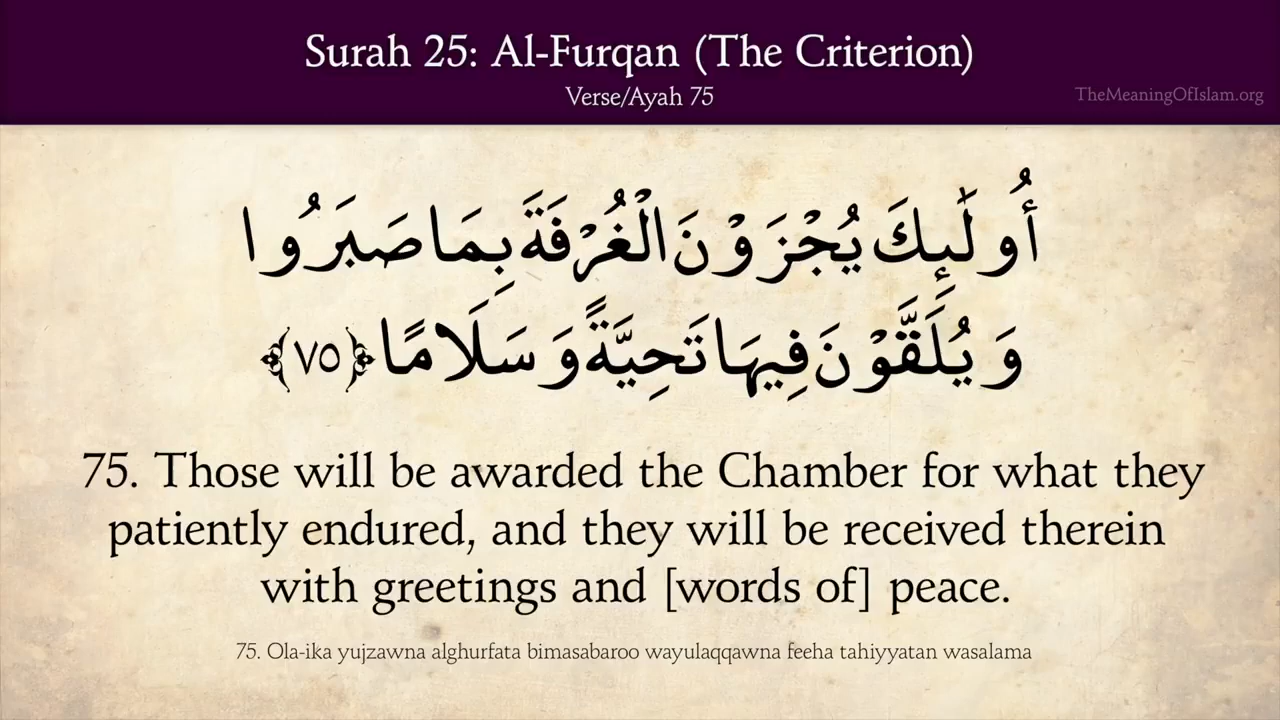 Surah 25: Al-Furqan (The Criterion)
Verse/Ayah 75
TheMeaningOfIslam.org
أُولَٰئِكَ يُجْزَوْنَ الْغُرْفَةَ بِمَا صَبَرُوا
وَيُلَقَّوْنَ فِيهَا تَحِيَّةً وَسَلَامًا ﴿٧٥﴾
75. Those will be awarded the Chamber for what they
patiently endured, and they will be received therein
with greetings and [words of] peace.
75. Ola-ika yujzawna alghurfata bimasabaroo wayulaqqawna feeha tahiyyatan wasalama